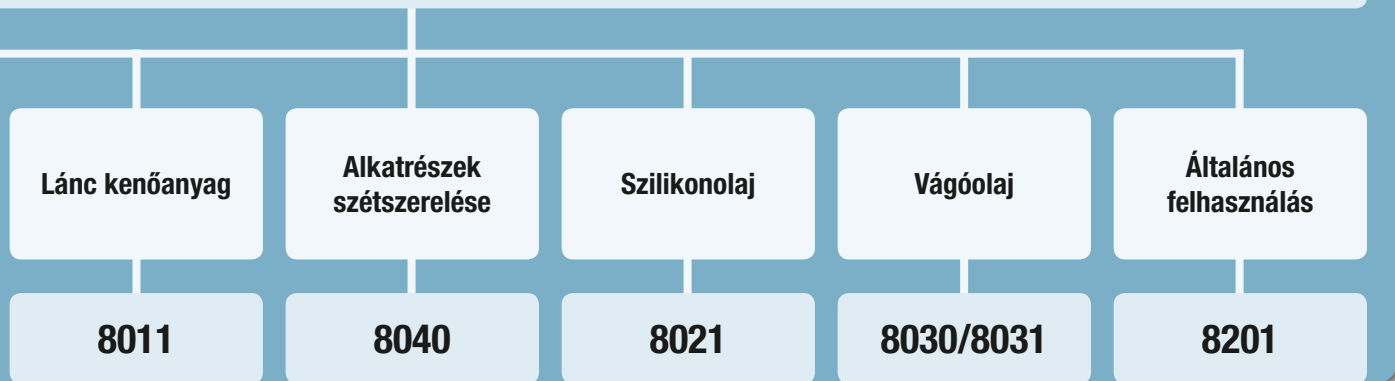 Lánc kenőanyag
Alkatrészek
szétszerelése
Szilikonolaj
Vágóolaj
Általános
felhasználás
8011
8040
8021
8030/8031
8201